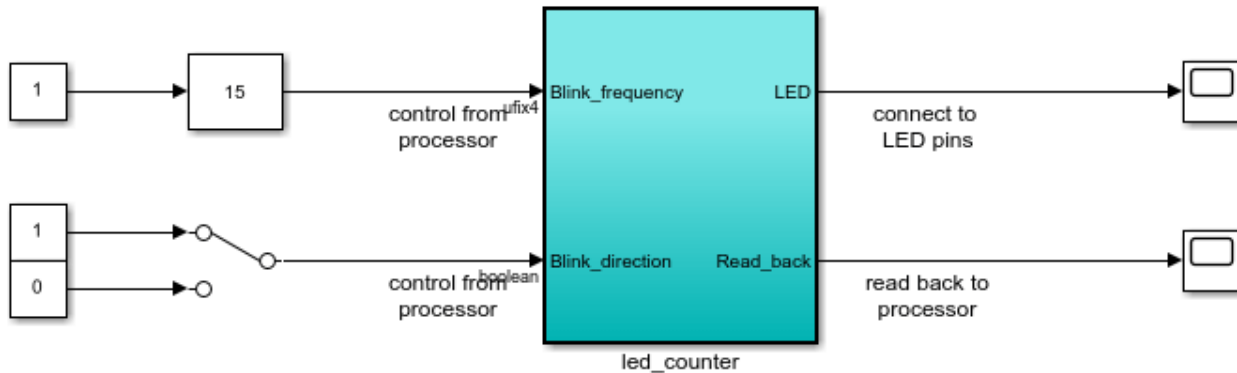 1
15
control from
processor
ufix4
Blink_frequency
LED
connect to
LED pins
1
0
control from
processor
boolean
Blink_direction
Read_back
read back to
processor
led_counter